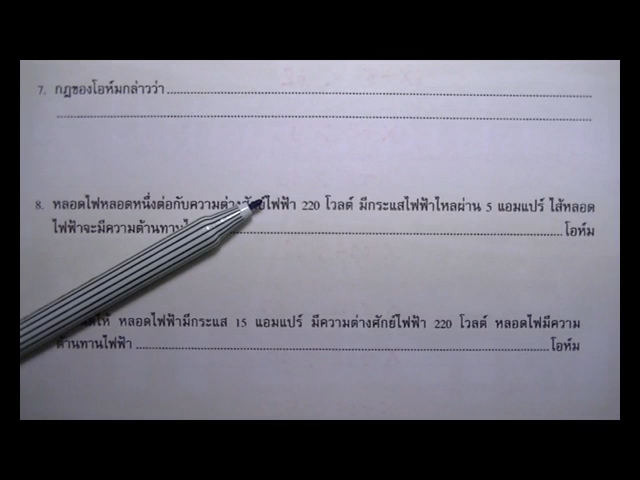 7. กฎของโอห์มกล่าวว่า
8. หลอดไฟหลอดหนึ่งต่อกับความต่างศักย์ไฟฟ้า 220 โวลต์ มีกระแสไฟฟ้าไหลผ่าน 5 แอมแปร์ ไส้หลอด
ไฟฟ้าจะมีความต้านทาน โอห์ม
ให้ หลอดไฟฟ้ามีกระแส 15 แอมแปร์ มีความต่างศักย์ไฟฟ้า 220 โวลต์ หลอดไฟมีความ
ต้านทานไฟฟ้า โอห์ม